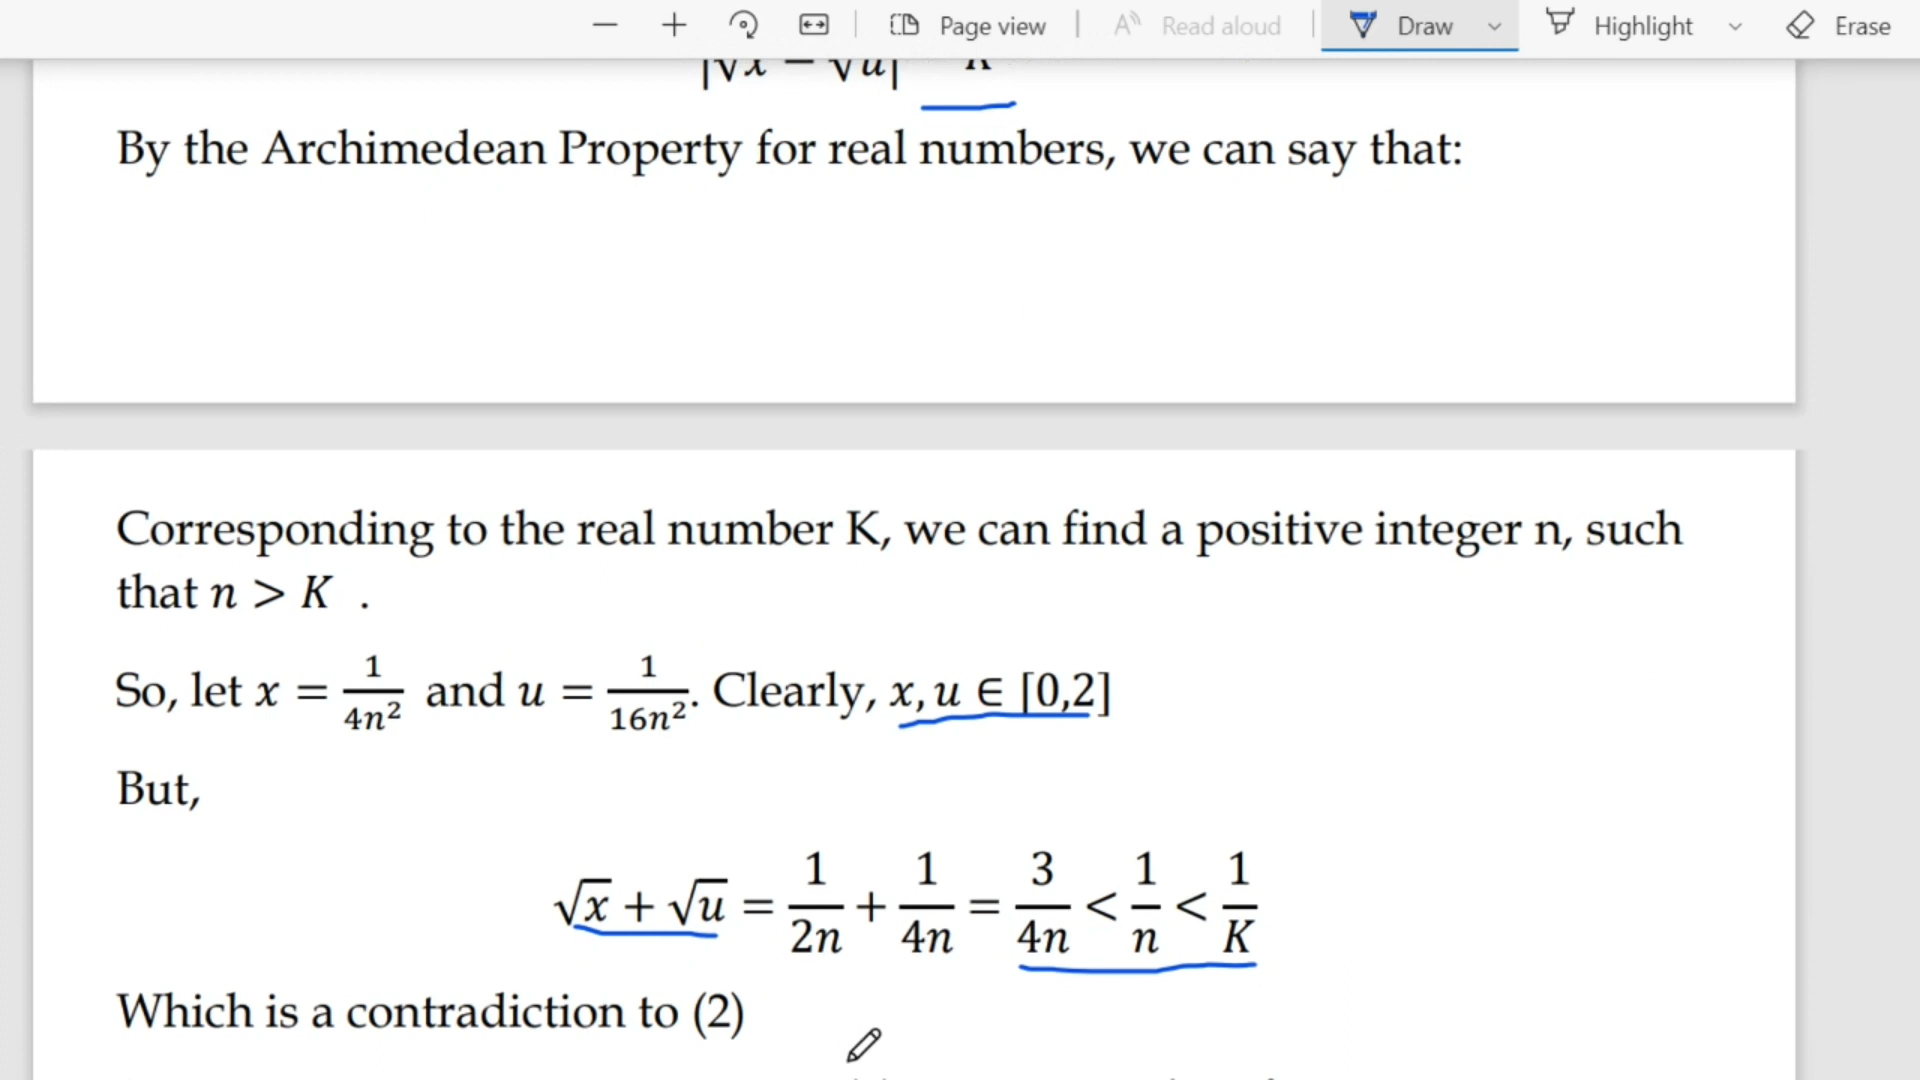 Page view Read aloud Draw Highlight Erase
By the Archimedean Property for real numbers, we can say that:
Corresponding to the real number K, we can find a positive integer n, such
that n > K .
So, let x = 1/4n² and u = 1/16n². Clearly, x, u ∈ [0,2]
But,
√x + √u = 1/2n + 1/4n = 3/4n < 1/n < 1/K
Which is a contradiction to (2)